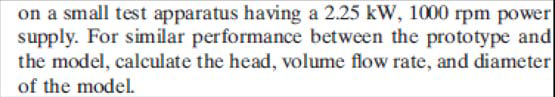 on a small test apparatus having a 2.25 kW, 1000 rpm power
supply. For similar performance between the prototype and
the model, calculate the head, volume flow rate, and diameter
of the model.